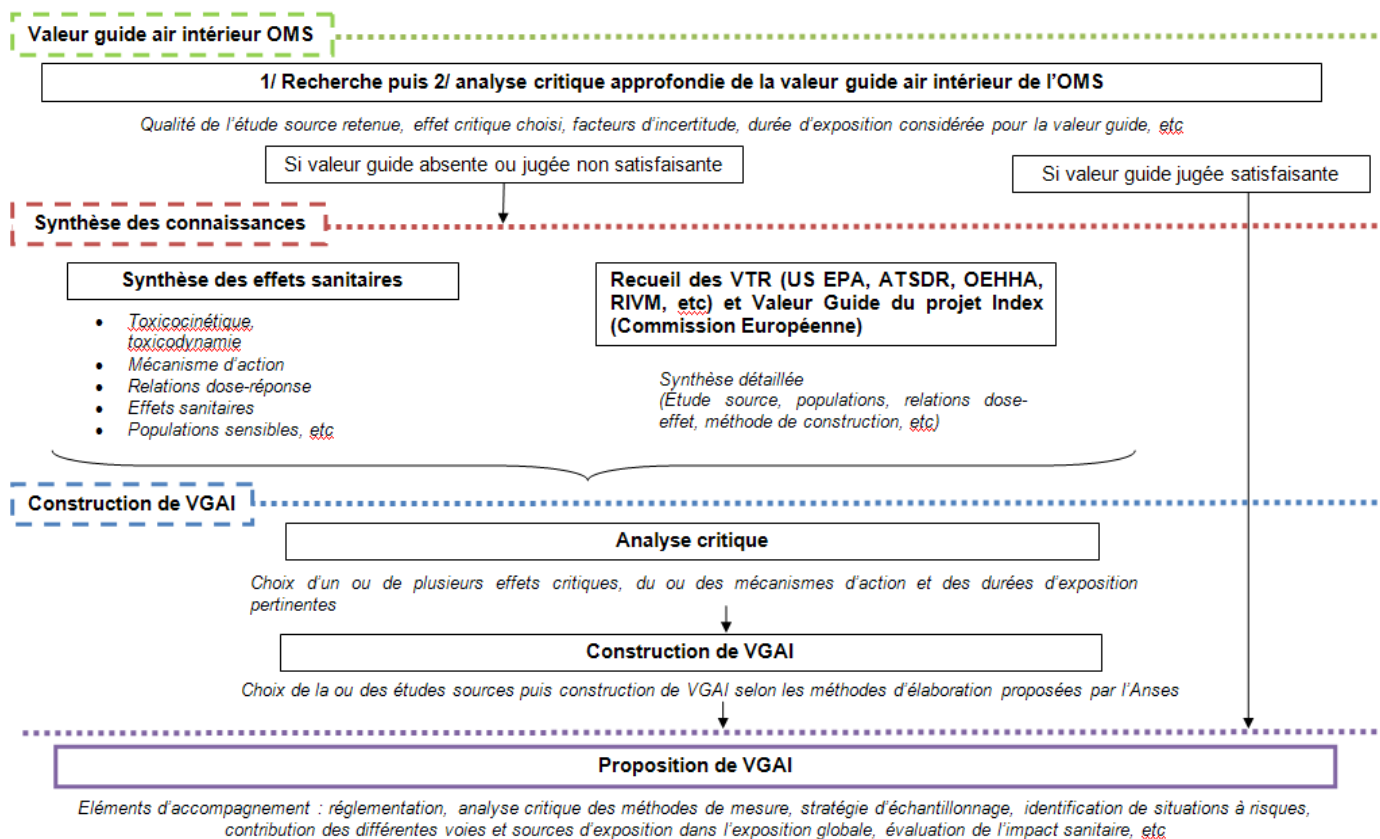 Valeur guide air intérieur OMS
1/ Recherche puis 2/ analyse critique approfondie de la valeur guide air intérieur de l'OMS
Qualité de l'étude source retenue, effet critique choisi, facteurs d'incertitude, durée d'exposition considérée pour la valeur guide, etc
Si valeur guide absente ou jugée non satisfaisante
Si valeur guide jugée satisfaisante
Synthèse des connaissances
Synthèse des effets sanitaires
• Toxicocinétique,
toxicodynamie
• Mécanisme d'action
• Relations dose-réponse
• Effets sanitaires
• Populations sensibles, etc
Recueil des VTR (US EPA, ATSDR, OEHHA,
RIVM, etc) et Valeur Guide du projet Index
(Commission Européenne)
Synthèse détaillée
(Étude source, populations, relations dose-
effet, méthode de construction, etc)
Construction de VGAI
Analyse critique
Choix d'un ou de plusieurs effets critiques, du ou des mécanismes d'action et des durées d'exposition
pertinentes
Construction de VGAI
Choix de la ou des études sources puis construction de VGAI selon les méthodes d'élaboration proposées par l'Anses
Proposition de VGAI
Eléments d'accompagnement : réglementation, analyse critique des méthodes de mesure, stratégie d'échantillonnage, identification de situations à risques,
contribution des différentes voies et sources d'exposition dans l'exposition globale, évaluation de l'impact sanitaire, etc